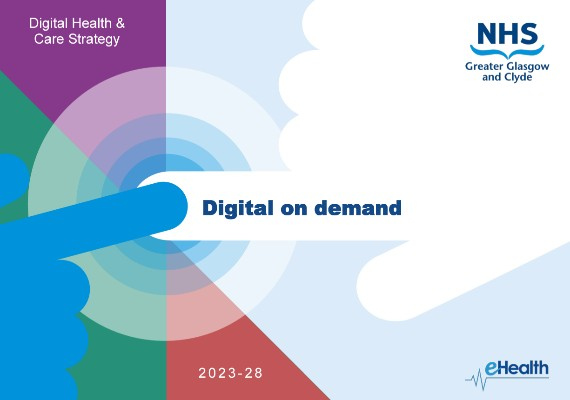 Digital Health &
Care Strategy
NHS
Greater Glasgow
and Clyde
Digital on demand
2023-28
eHealth